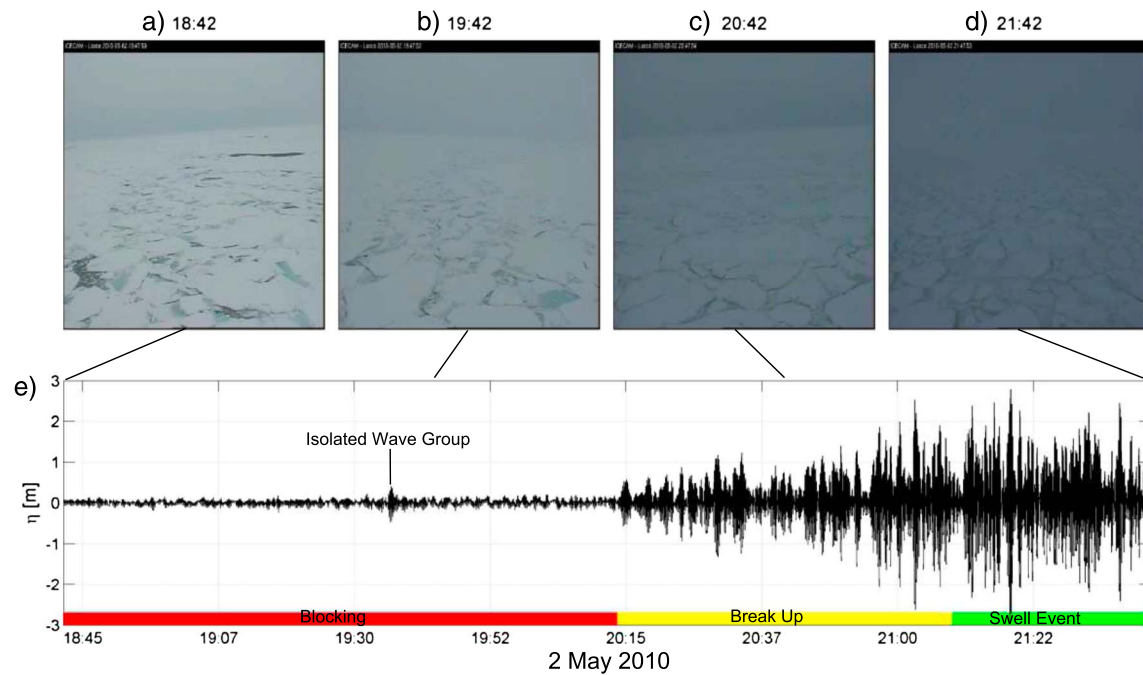 a) 18:42
b) 19:42
c) 20:42
d) 21:42
e)
3
2
1
0
-1
-2
-3
η [m]
Isolated Wave Group
Blocking
Break Up
Swell Event
18:45
19:07
19:30
19:52
20:15
20:37
21:00
21:22
2 May 2010